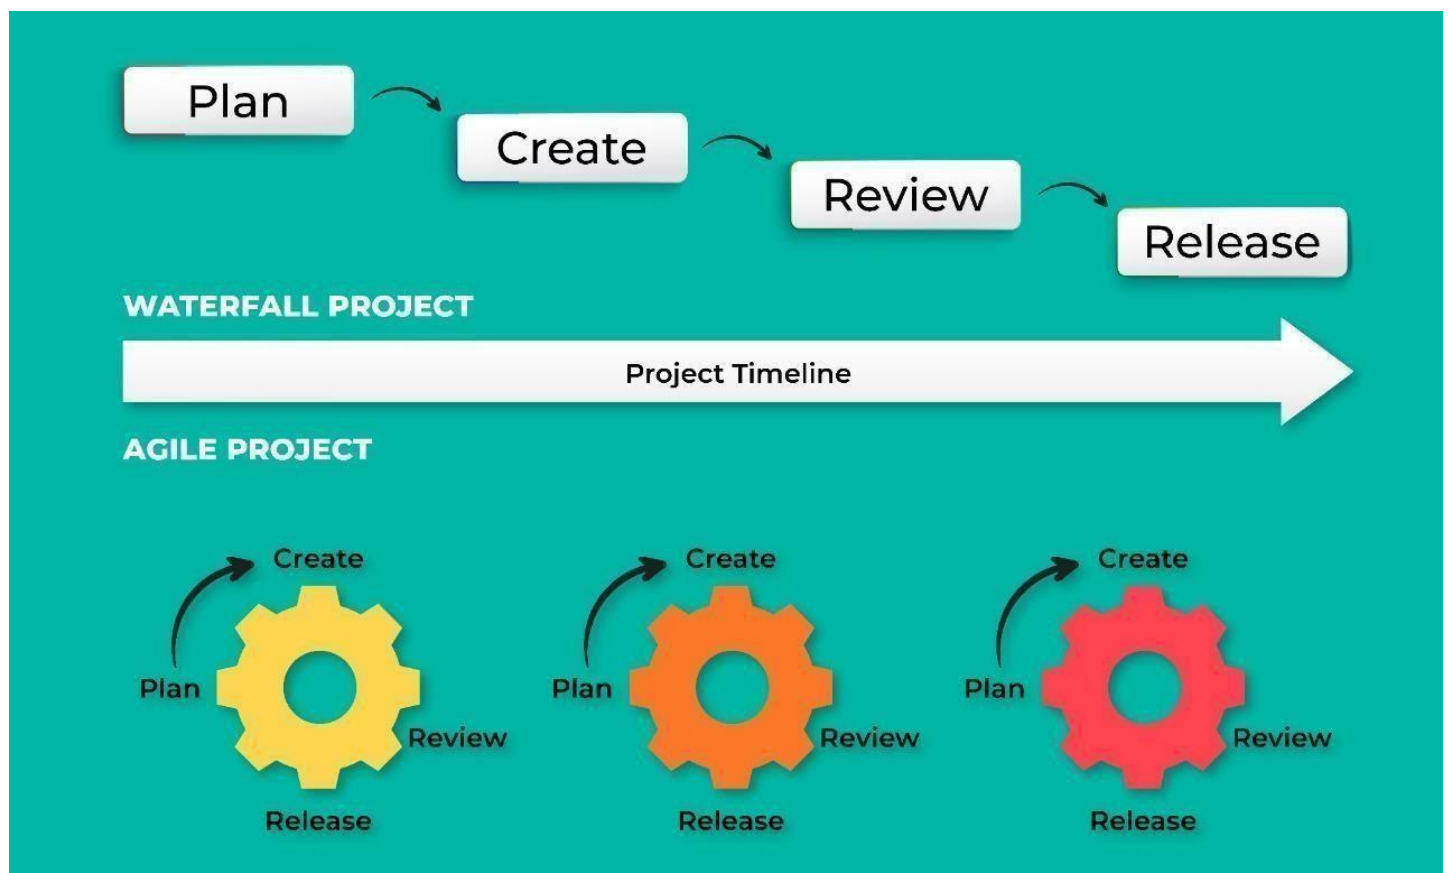 Plan
Create
Review
Release
WATERFALL PROJECT
Project Timeline
AGILE PROJECT
Create
Plan
Review
Release
Create
Plan
Review
Release
Create
Plan
Review
Release